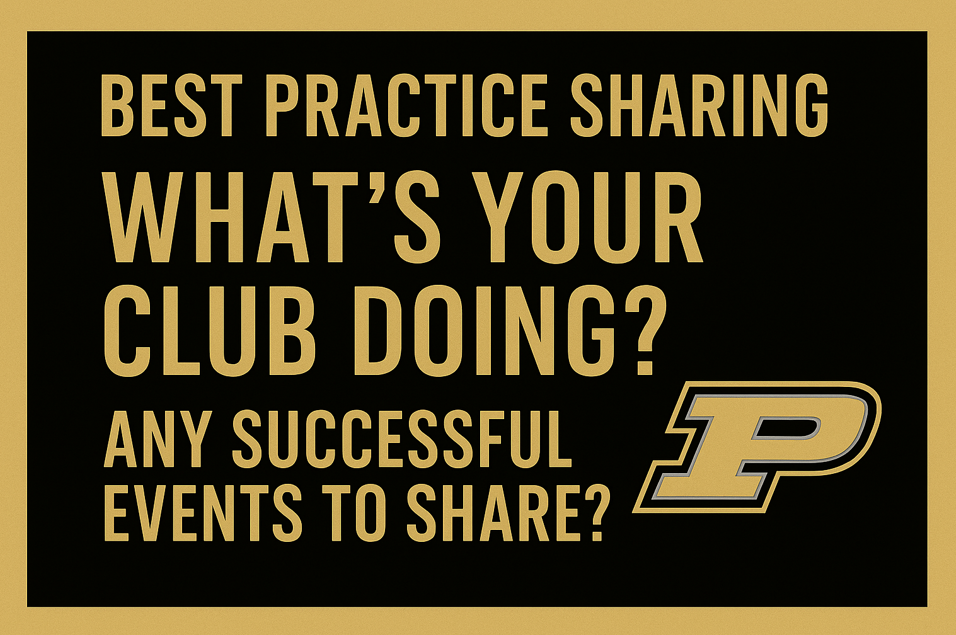 BEST PRACTICE SHARING
WHAT’S YOUR
CLUB DOING?
ANY SUCCESSFUL
EVENTS TO SHARE?
P